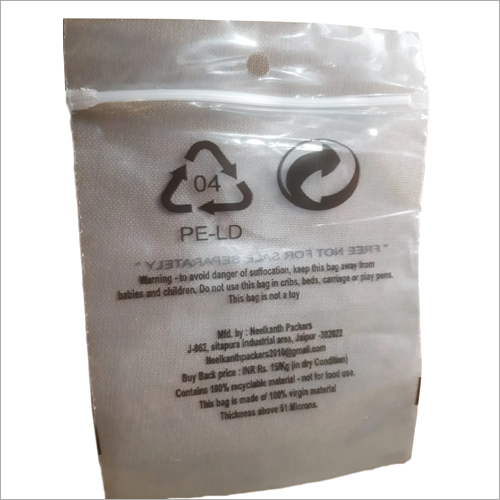 04
PE-LD
" FREE NOT FOR SALE SEPARATELY "
Warning - to avoid danger of suffocation, keep this bag away from
babies and children. Do not use this bag in cribs, beds, carriage or play pens.
This bag is not a toy
Mfd. by : Neelkanth Packers
J-862, sitapura industrial area, Jaipur -302022
Neelkanthpackers2010@gmail.com
Buy Back price : INR Rs. 15/Kg (in dry Condition)
Contains 100% recyclable material - not for food use.
This bag is made of 100% virgin material
Thickness above 51 Microns.